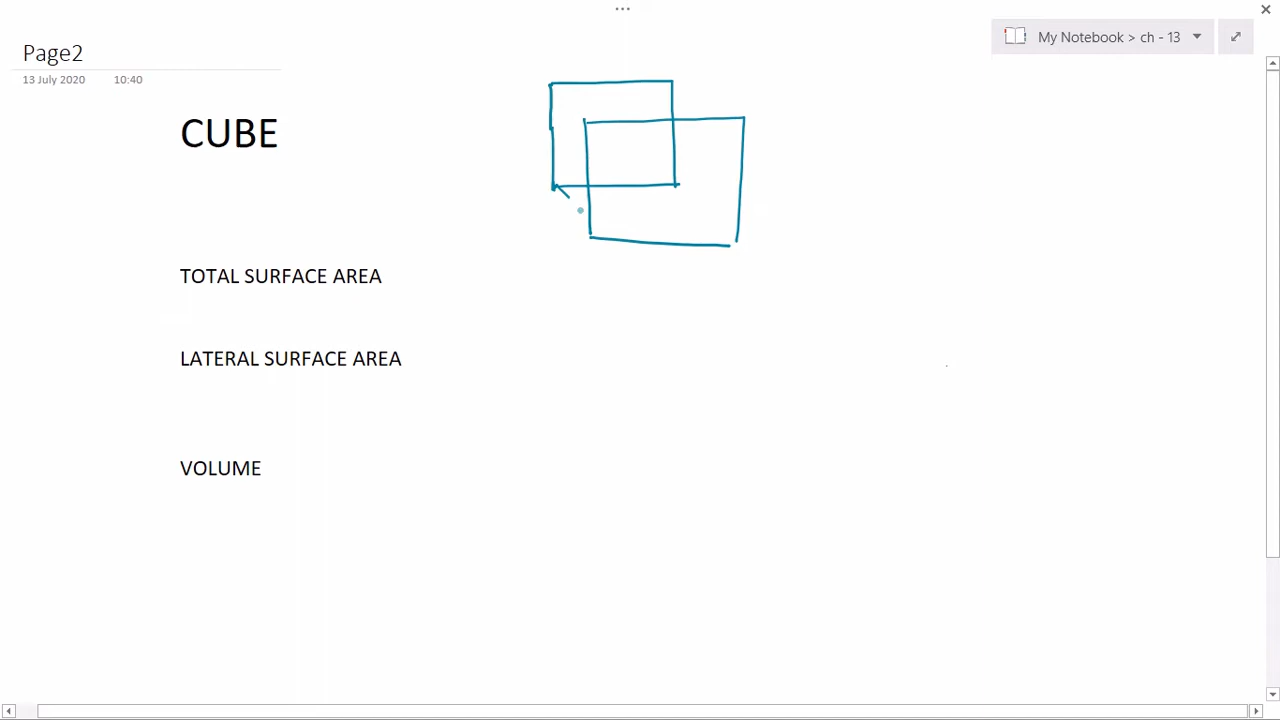 My Notebook > ch - 13
Page2
13 July 2020 10:40
CUBE
TOTAL SURFACE AREA
LATERAL SURFACE AREA
VOLUME